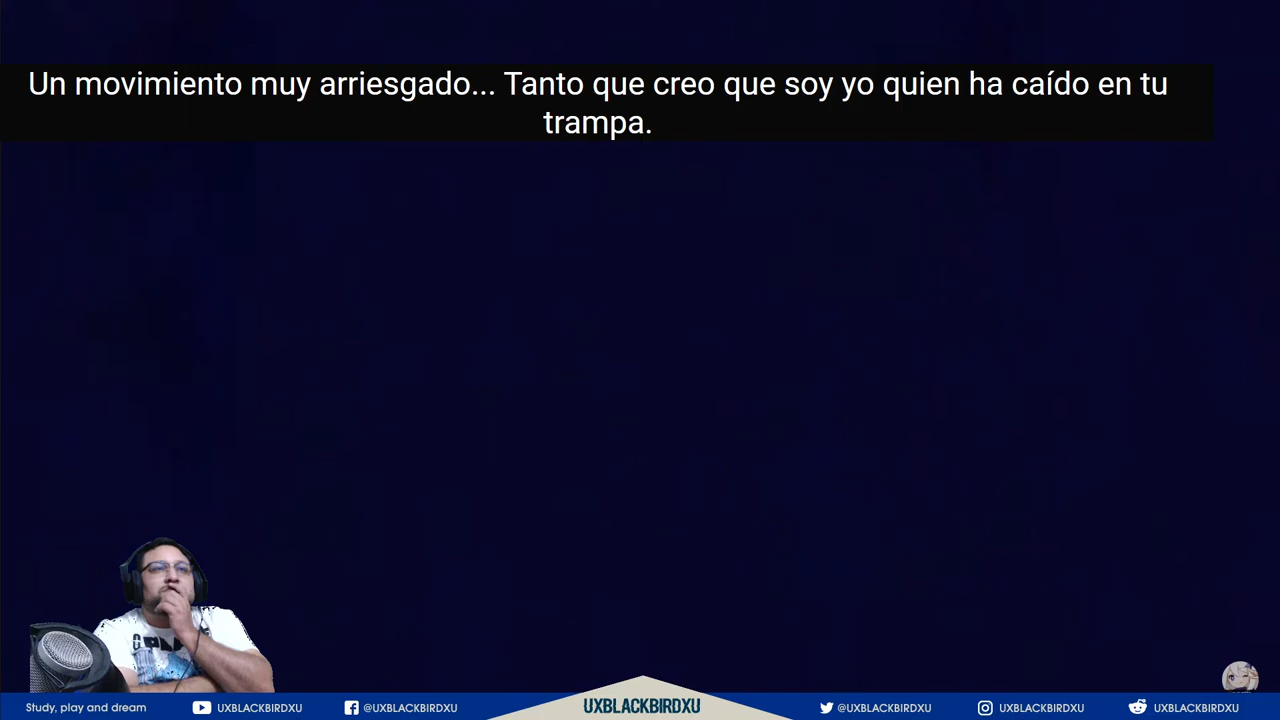 Un movimiento muy arriesgado... Tanto que creo que soy yo quien ha caído en tu
trampa.
Study, play and dream
UXBLACKBIRDXU
@UXBLACKBIRDXU
UXBLACKBIRDXU
@UXBLACKBIRDXU
UXBLACKBIRDXU
UXBLACKBIRDXU